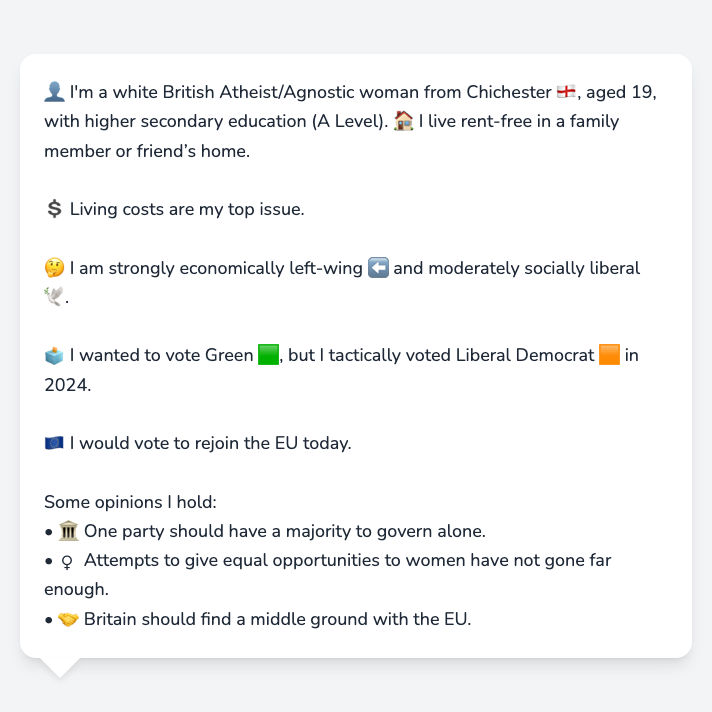 👤 I'm a white British Atheist/Agnostic woman from Chichester 🏴󠁧󠁢󠁥󠁮󠁧󠁿, aged 19,
with higher secondary education (A Level). 🏠 I live rent-free in a family
member or friend’s home.
💲 Living costs are my top issue.
🤔 I am strongly economically left-wing ⬅️ and moderately socially liberal
🕊️.
🗳️ I wanted to vote Green 🟩, but I tactically voted Liberal Democrat 🟧 in
2024.
🇪🇺 I would vote to rejoin the EU today.
Some opinions I hold:
• 🏛️ One party should have a majority to govern alone.
• ♀ Attempts to give equal opportunities to women have not gone far
enough.
• 🤝 Britain should find a middle ground with the EU.